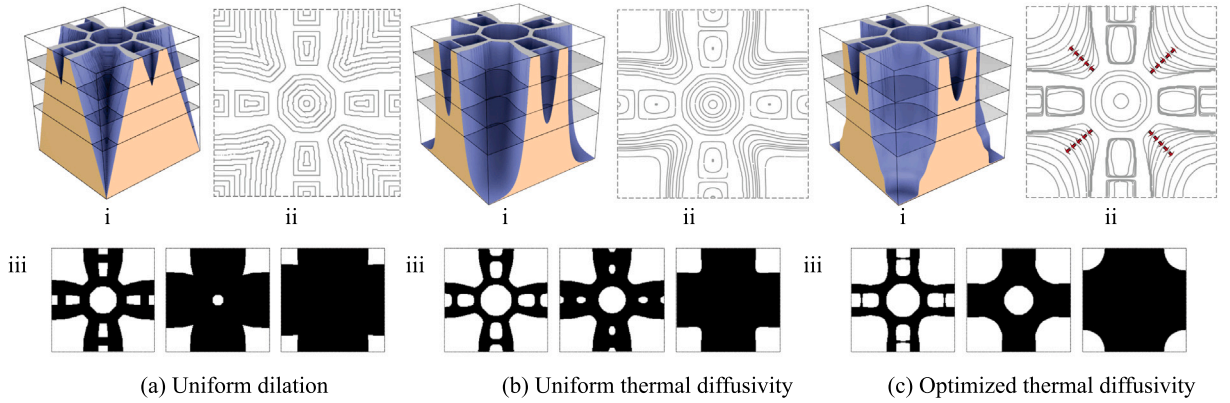 i
ii
i
ii
i
ii
iii
iii
iii
(a) Uniform dilation
(b) Uniform thermal diffusivity
(c) Optimized thermal diffusivity